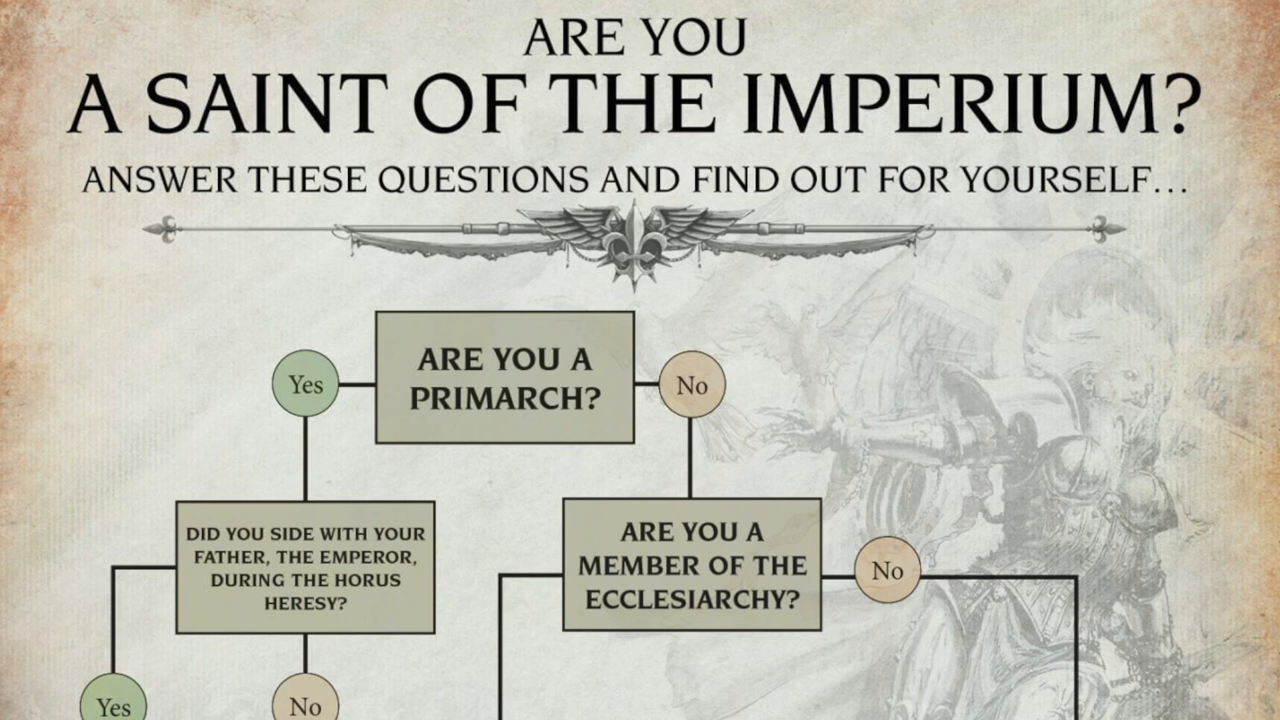 ARE YOU
A SAINT OF THE IMPERIUM?
ANSWER THESE QUESTIONS AND FIND OUT FOR YOURSELF...
ARE YOU A
PRIMARCH?
Yes
No
DID YOU SIDE WITH YOUR
FATHER, THE EMPEROR,
DURING THE HORUS
HERESY?
ARE YOU A
MEMBER OF THE
ECCLESIARCHY?
No
Yes
No